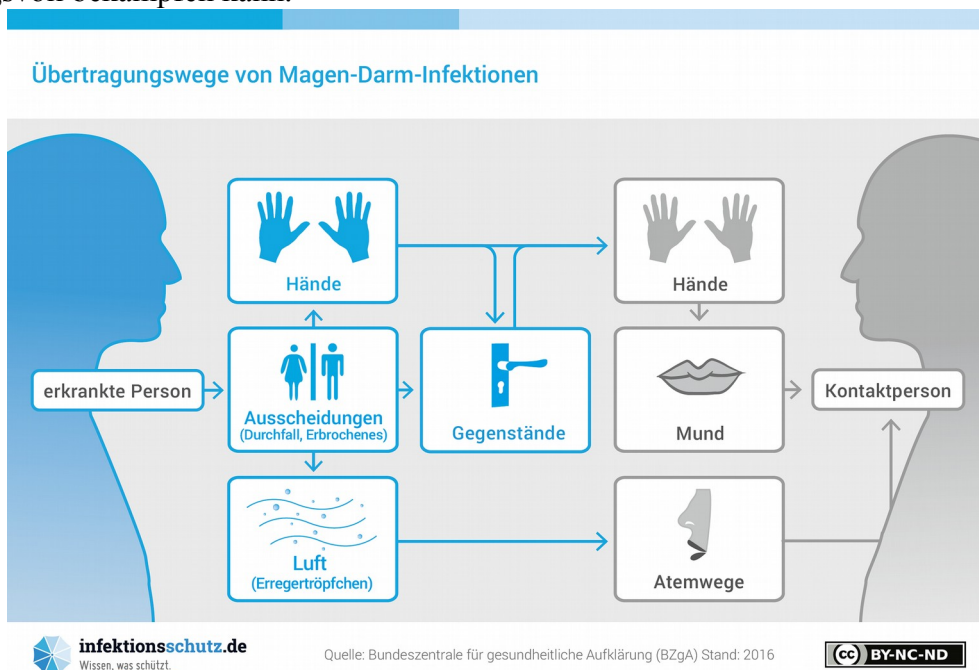 Übertragungswege von Magen-Darm-Infektionen
Hände
Hände
erkrankte Person
Ausscheidungen
(Durchfall, Erbrochenes)
Gegenstände
Mund
Kontaktperson
Luft
(Erregertröpfchen)
Atemwege
infektionsschutz.de
Wissen, was schützt.
Quelle: Bundeszentrale für gesundheitliche Aufklärung (BZgA) Stand: 2016
cc BY-NC-ND